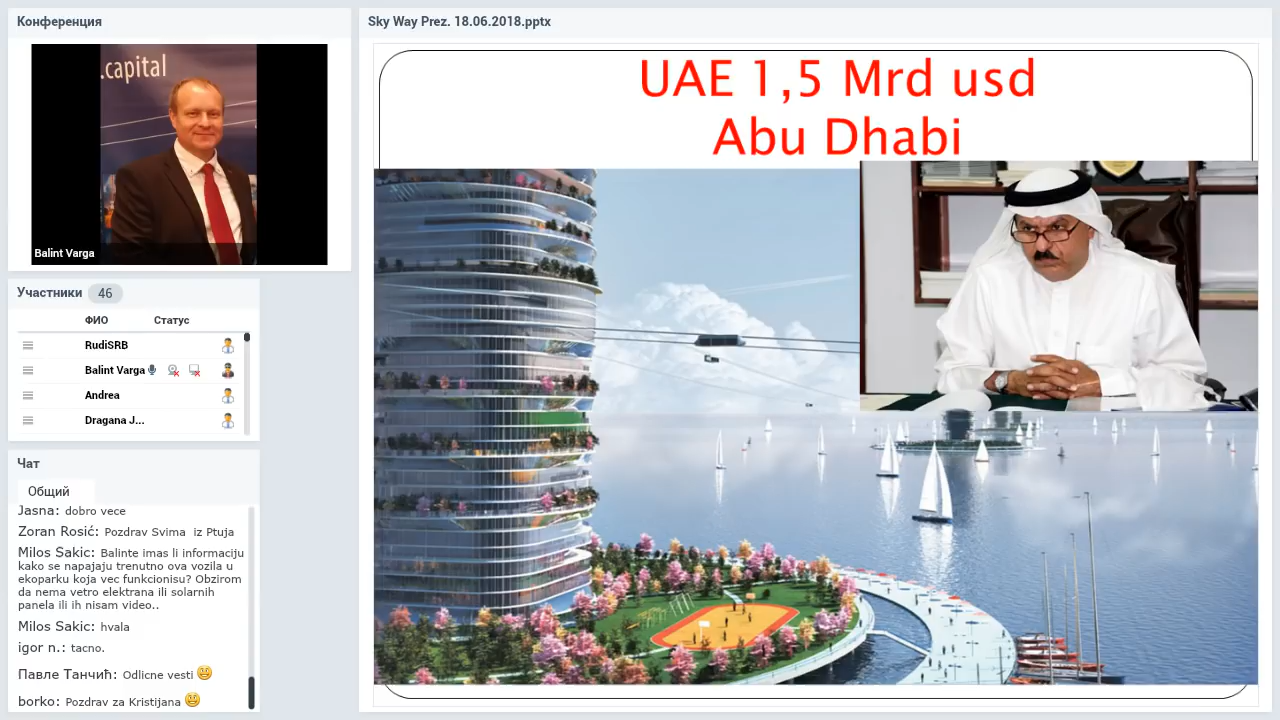 Конференция
.capital
Balint Varga
Участники 46
ФИО Статус
RudiSRB
Balint Varga
Andrea
Dragana J...
Чат
Общий
Jasna: dobro vece
Zoran Rosić: Pozdrav Svima iz Ptuja
Milos Sakic: Balinte imas li informaciju
kako se napajaju trenutno ova vozila u
ekoparku koja vec funkcionisu? Obzirom
da nema vetro elektrana ili solarnih
panela ili ih nisam video..
Milos Sakic: hvala
igor n.: tacno.
Павле Танчић: Odlicne vesti
borko: Pozdrav za Kristijana
Sky Way Prez. 18.06.2018.pptx
UAE 1,5 Mrd usd
Abu Dhabi